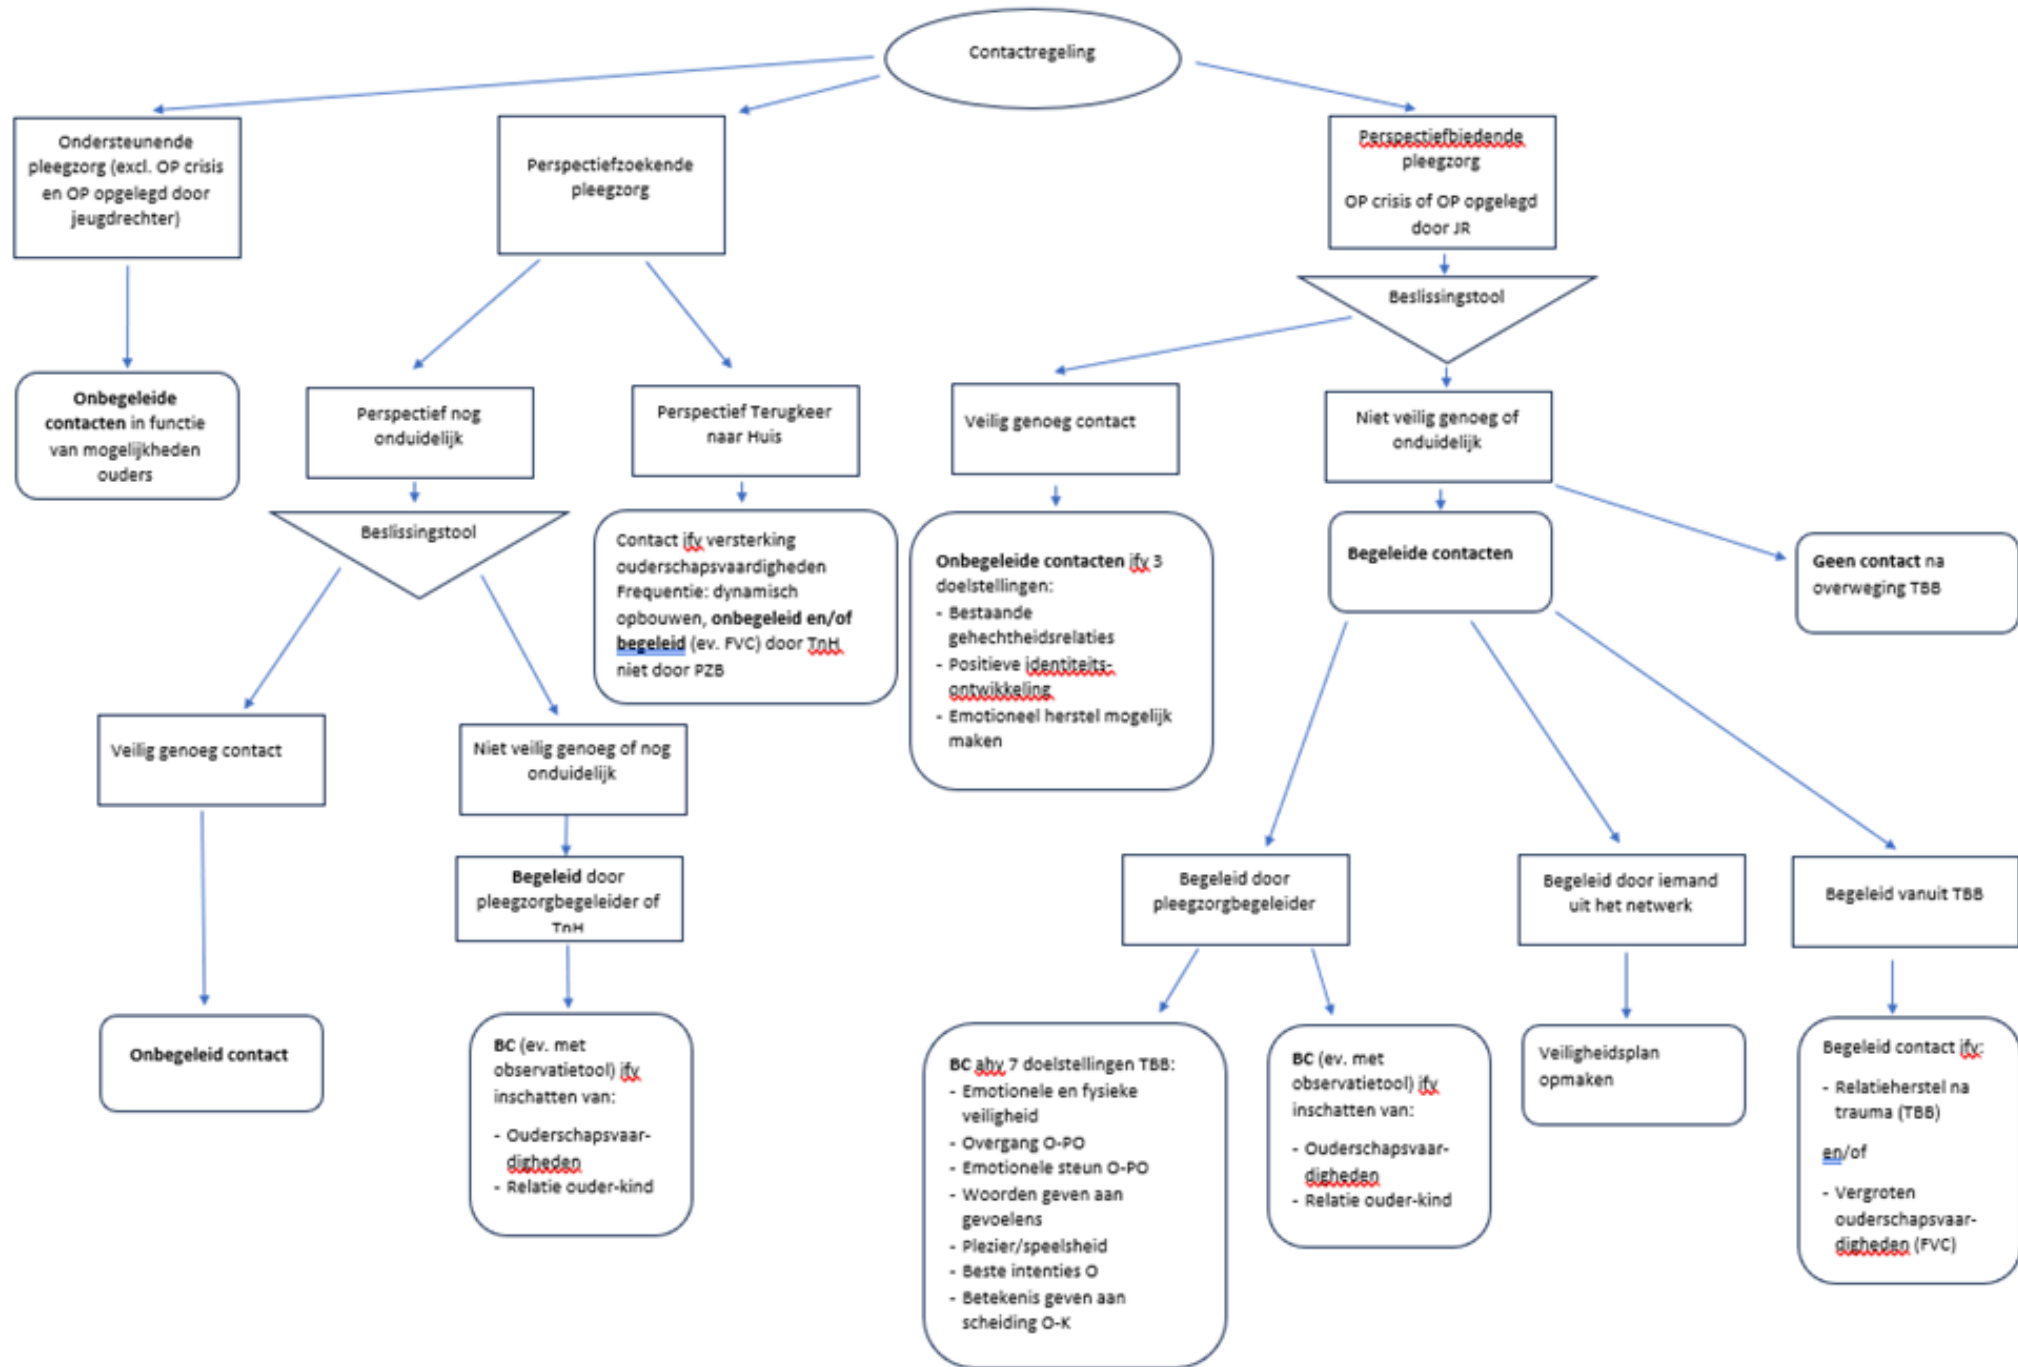 Contactregeling
Ondersteunende
pleegzorg (excl. OP crisis
en OP opgelegd door
jeugdrechter)
Perspectiefzoekende
pleegzorg
Perspectiefbiedende
pleegzorg
OP crisis of OP opgelegd
door JR
Beslissingstool
Onbegeleide
contacten in functie
van mogelijkheden
ouders
Perspectief nog
onduidelijk
Perspectief Terugkeer
naar Huis
Veilig genoeg contact
Niet veilig genoeg of
onduidelijk
Beslissingstool
Contact ifv versterking
ouderschapsvaardigheden
Frequentie: dynamisch
opbouwen, onbegeleid en/of
begeleid (ev. FVC) door TnH,
niet door PZB
Onbegeleide contacten ifv 3
doelstellingen:
- Bestaande
gehechtheidsrelaties
- Positieve identiteits-
ontwikkeling
- Emotioneel herstel mogelijk
maken
Begeleide contacten
Geen contact na
overweging TBB
Veilig genoeg contact
Niet veilig genoeg of nog
onduidelijk
Begeleid door
pleegzorgbegeleider of
TnH
Begeleid door
pleegzorgbegeleider
Begeleid door iemand
uit het netwerk
Begeleid vanuit TBB
Onbegeleid contact
BC (ev. met
observatietool) ifv
inschatten van:
- Ouderschapsvaar-
digheden
- Relatie ouder-kind
BC ahv 7 doelstellingen TBB:
- Emotionele en fysieke
veiligheid
- Overgang O-PO
- Emotionele steun O-PO
- Woorden geven aan
gevoelens
- Plezier/speelsheid
- Beste intenties O
- Betekenis geven aan
scheiding O-K
BC (ev. met
observatietool) ifv
inschatten van:
- Ouderschapsvaar-
digheden
- Relatie ouder-kind
Veiligheidsplan
opmaken
Begeleid contact ifv:
- Relatieherstel na
trauma (TBB)
en/of
- Vergroten
ouderschapsvaar-
digheden (FVC)